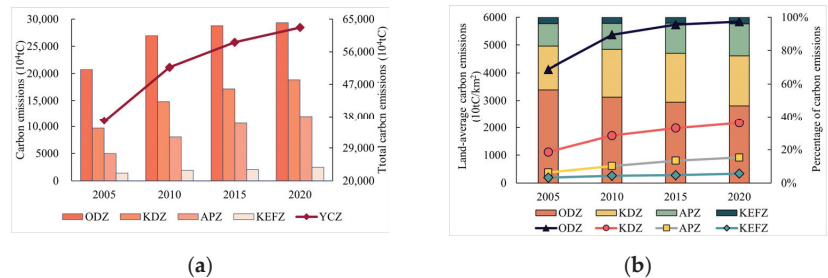 30,000
25,000
20,000
15,000
10,000
5000
0
Carbon emissions (10⁴tC)
65,000
56,000
47,000
38,000
29,000
20,000
Total carbon emissions (10⁴tC)
2005 2010 2015 2020
ODZ KDZ APZ KEFZ YCZ
(a)
6000
5000
4000
3000
2000
1000
0
Land-average carbon emissions
(10tC/km²)
100%
80%
60%
40%
20%
0%
Percentage of carbon emissions
2005 2010 2015 2020
ODZ KDZ APZ KEFZ
ODZ KDZ APZ KEFZ
(b)